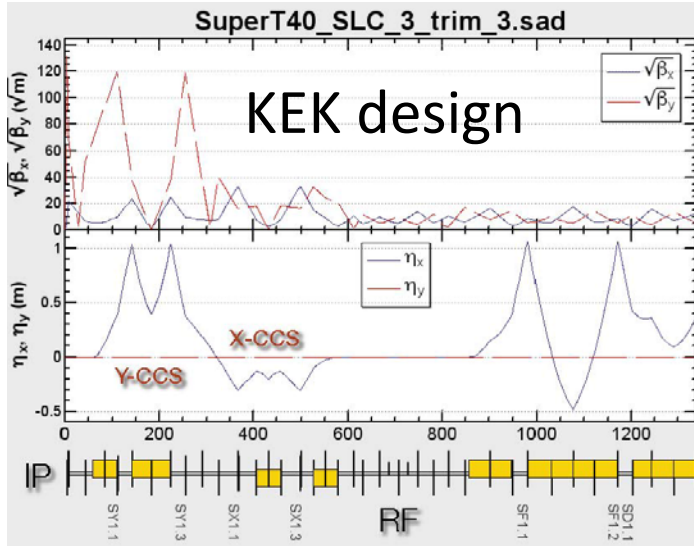 SuperT40_SLC_3_trim_3.sad
140
120
100
80
60
40
20
0
√βx, √βy (√m)
KEK design
√βx
√βy
1
0.5
0
-0.5
ηx, ηy (m)
ηx
ηy
X-CCS
Y-CCS
0 200 400 600 800 1000 1200
IP
RF
SY1.1
SY1.3
SX1.1
SX1.3
SF1.1
SF1.2
SD1.1